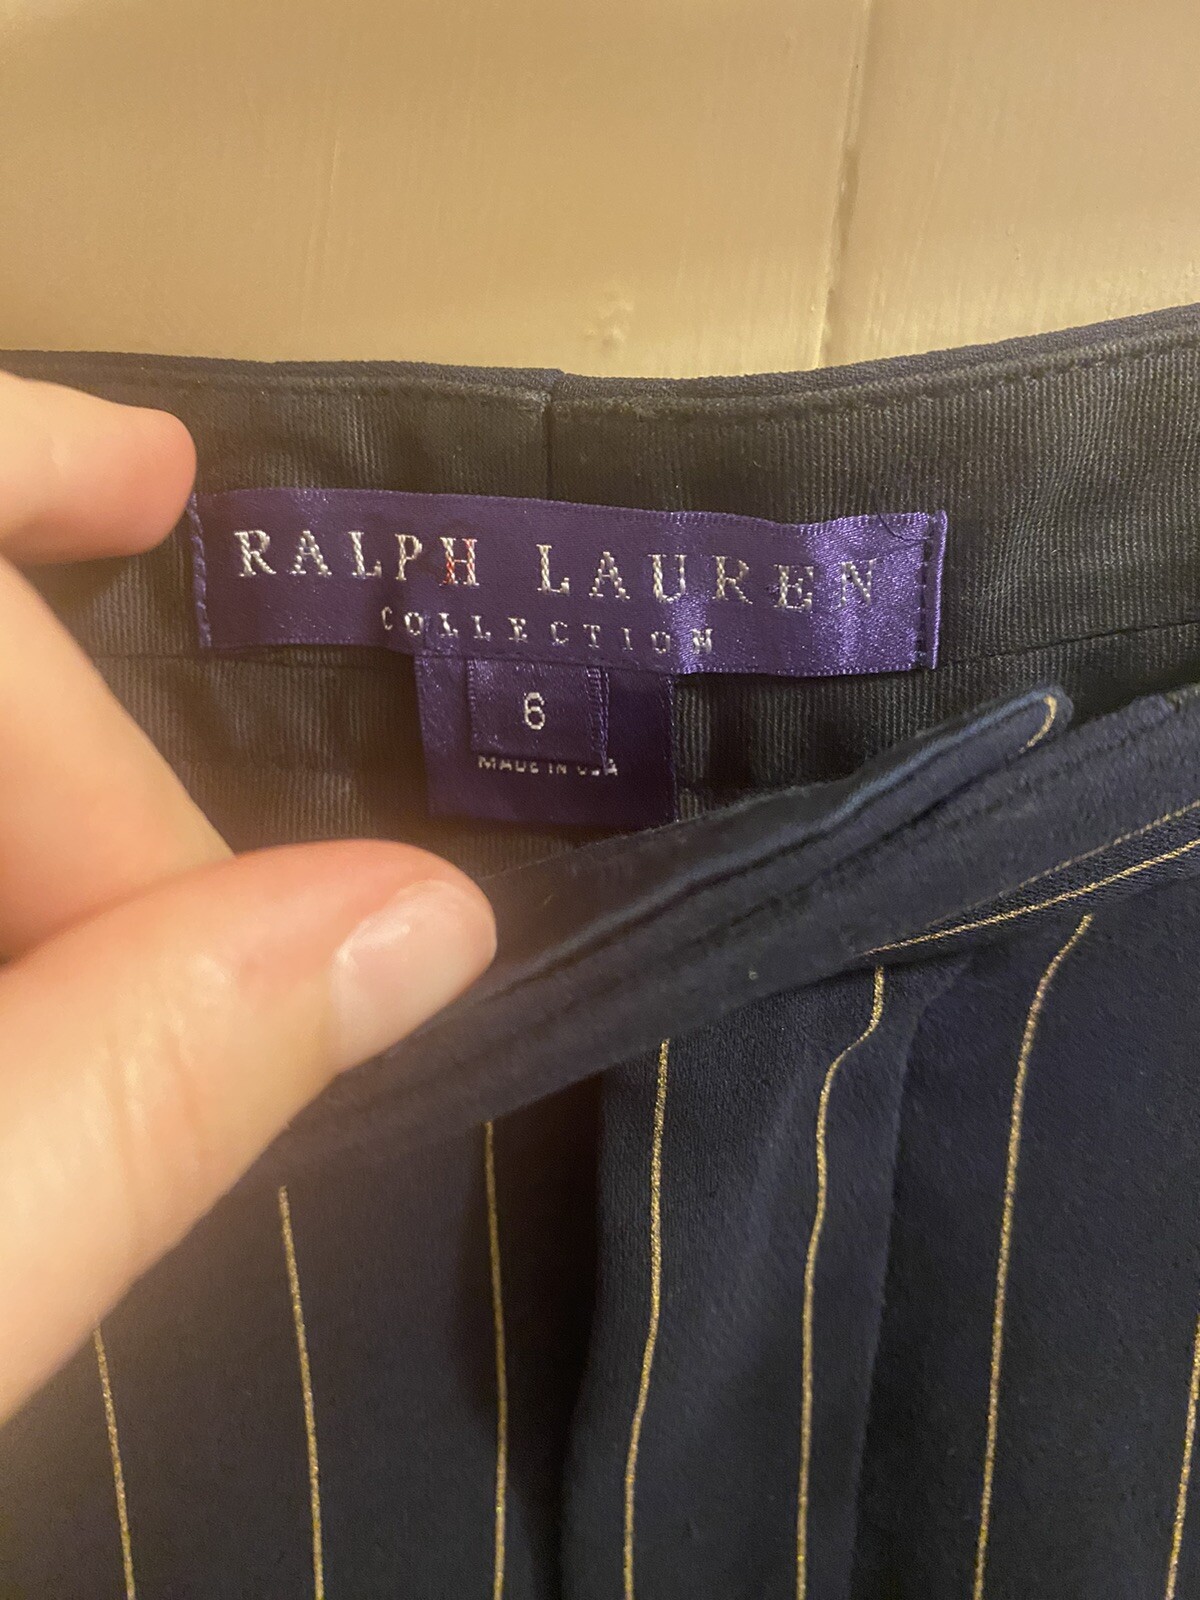 RALPH LAUREN
COLLECTION
6
MADE IN USA